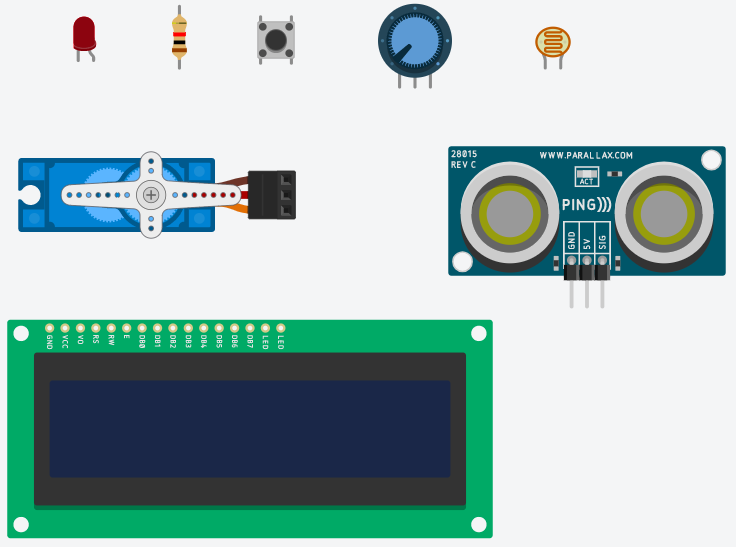 28015
REV C
WWW.PARALLAX.COM
ACT
PING)))
GND
5V
SIG
GND
VCC
VO
RS
RW
E
DB0
DB1
DB2
DB3
DB4
DB5
DB6
DB7
LED
LED